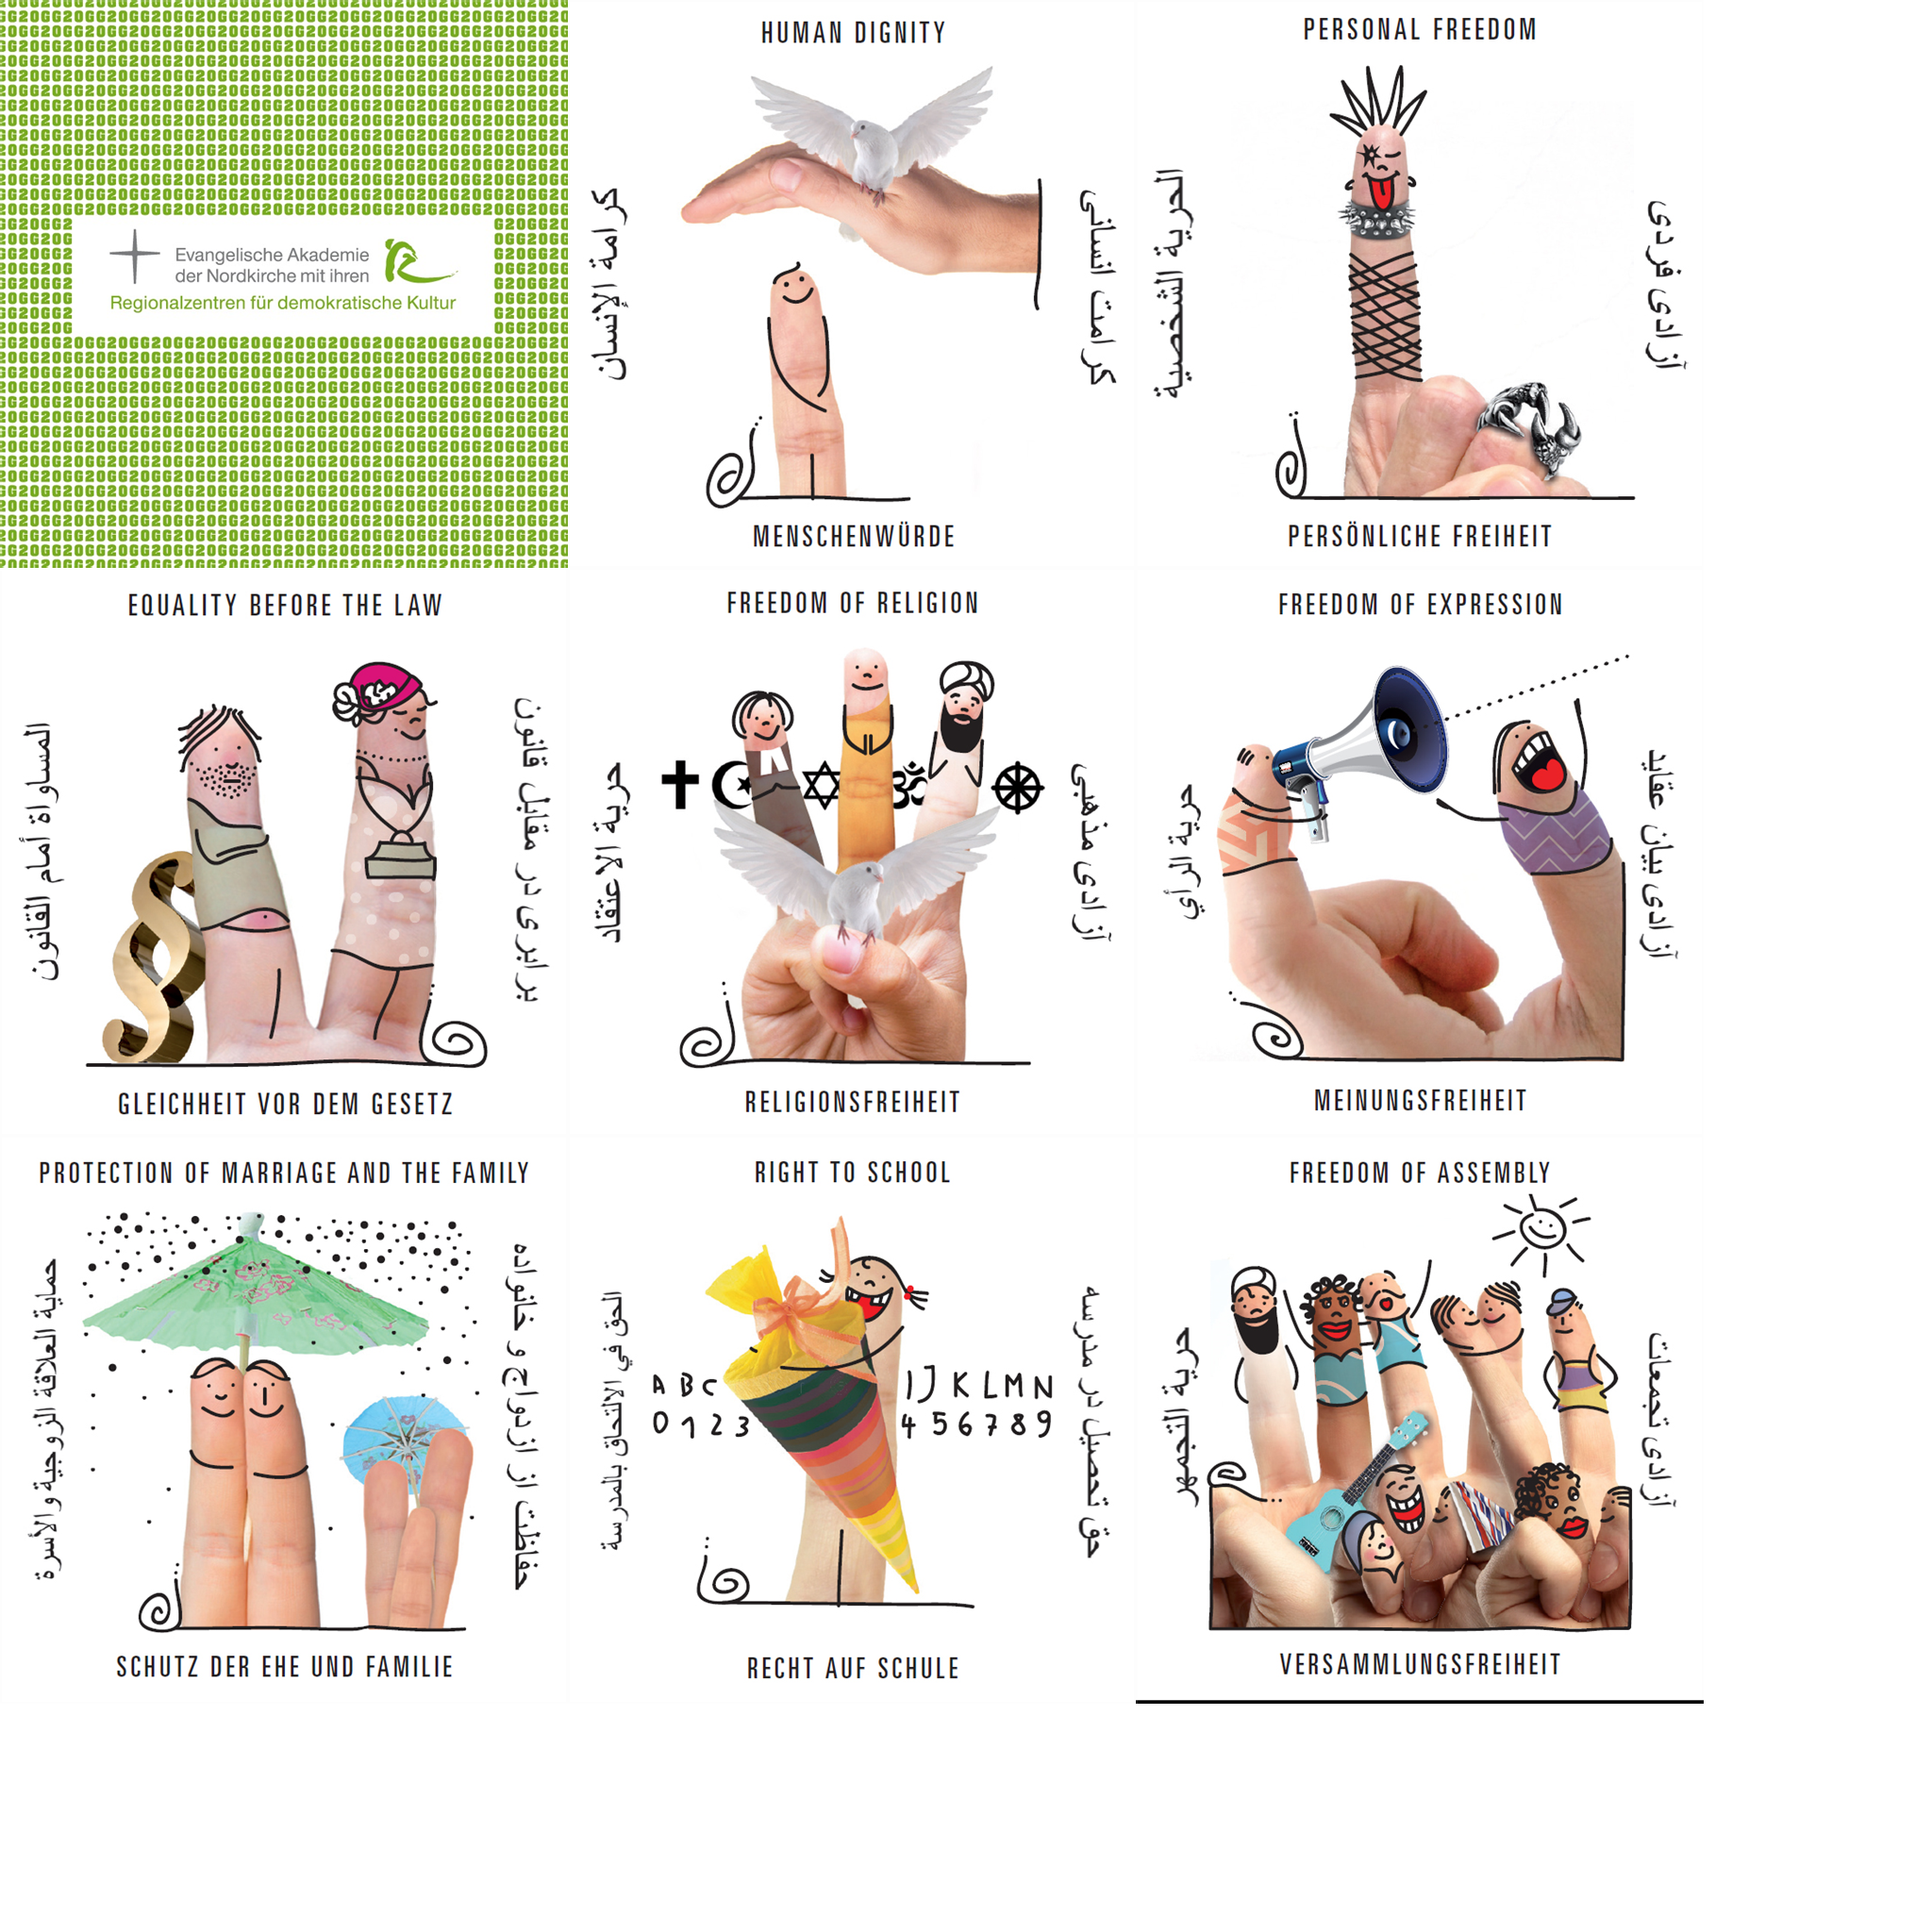 Evangelische Akademie
der Nordkirche mit ihren
Regionalzentren für demokratische Kultur
HUMAN DIGNITY
كرامة الإنسان
کرامت انسانی
MENSCHENWÜRDE
PERSONAL FREEDOM
الحرية الشخصية
آزادی فردی
PERSÖNLICHE FREIHEIT
EQUALITY BEFORE THE LAW
المساواة أمام القانون
برابری در مقابل قانون
GLEICHHEIT VOR DEM GESETZ
FREEDOM OF RELIGION
حرية الاعتقاد
آزادی مذهبی
RELIGIONSFREIHEIT
FREEDOM OF EXPRESSION
حرية الرأي
آزادی بیان عقاید
MEINUNGSFREIHEIT
PROTECTION OF MARRIAGE AND THE FAMILY
حماية العلاقة الزوجية والأسرة
حفاظت از ازدواج و خانواده
SCHUTZ DER EHE UND FAMILIE
RIGHT TO SCHOOL
الحق في الالتحاق بالمدرسة
A B C I J K L M N
0 1 2 3 4 5 6 7 8 9
حق تحصیل در مدرسه
RECHT AUF SCHULE
FREEDOM OF ASSEMBLY
حرية التجمهر
آزادی تجمعات
VERSAMMLUNGSFREIHEIT